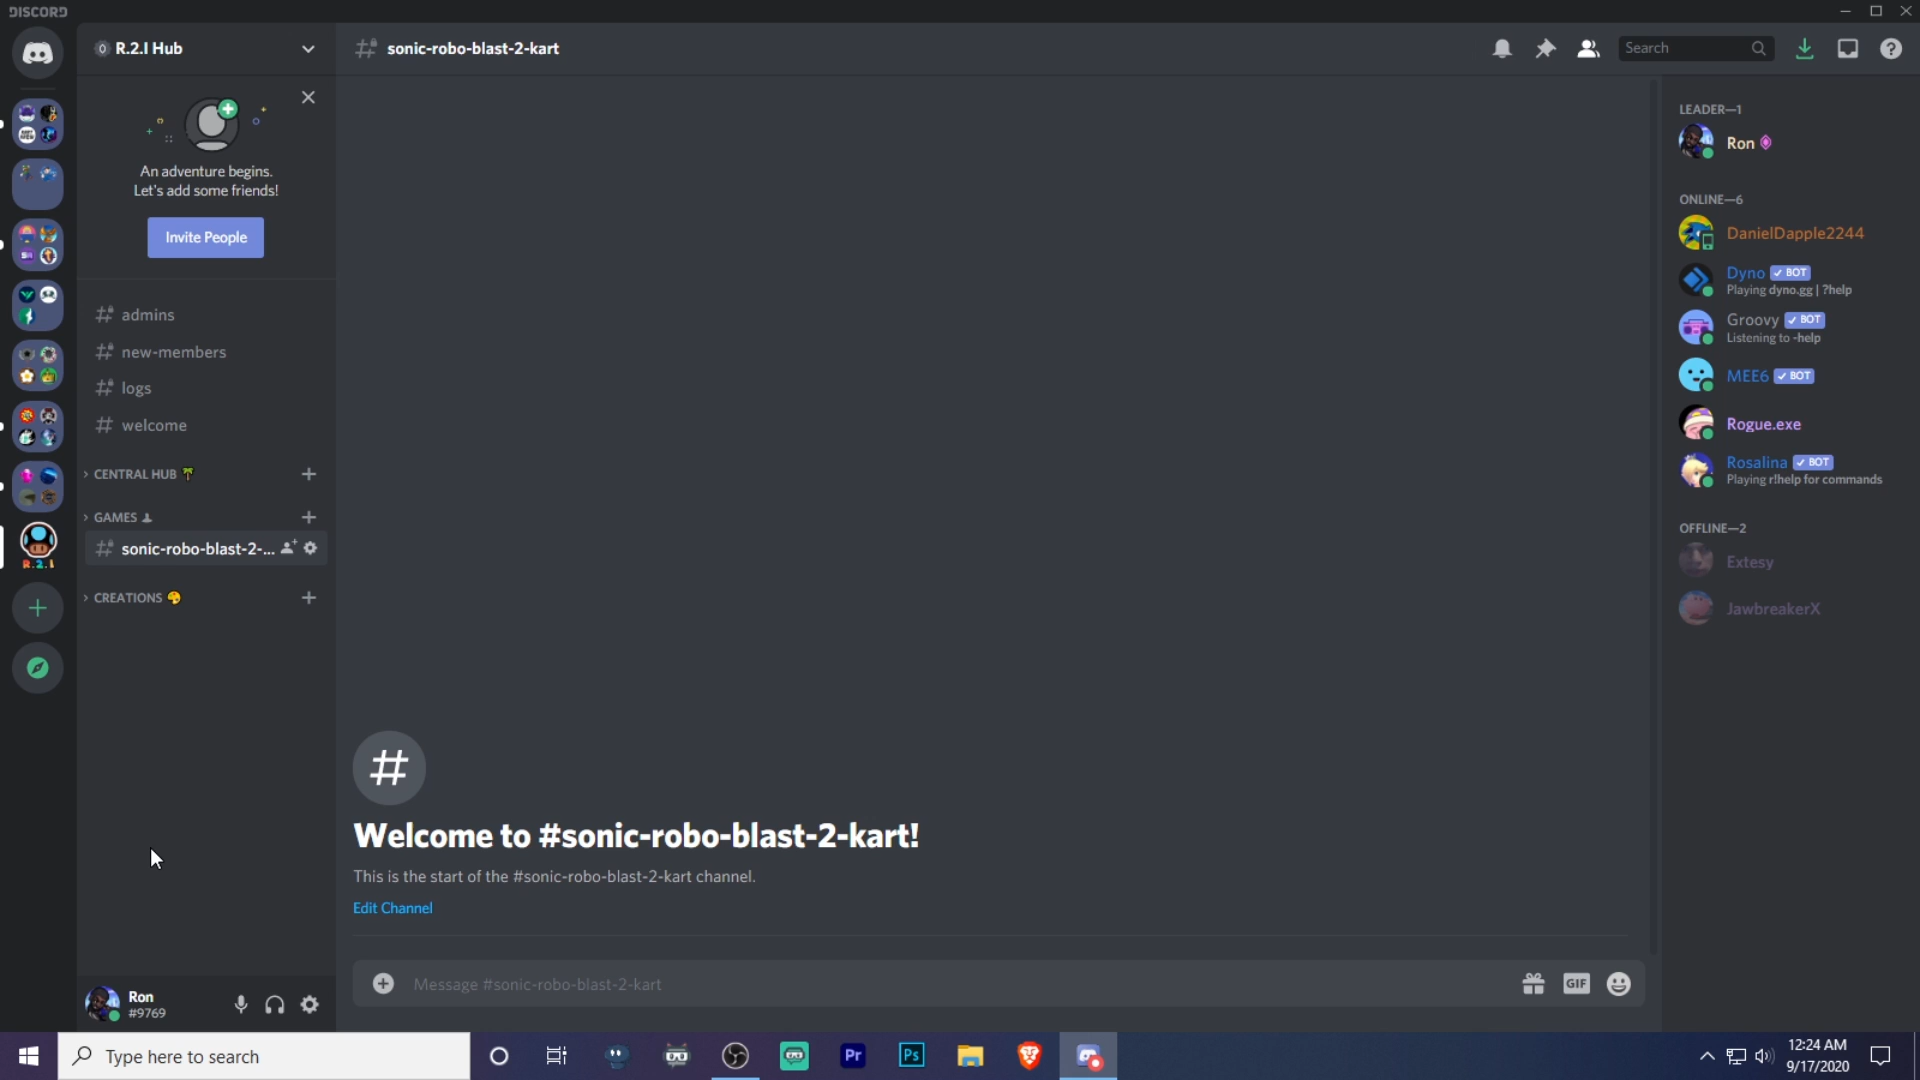 DISCORD
R.2.I Hub
sonic-robo-blast-2-kart
Search
An adventure begins.
Let's add some friends!
Invite People
admins
new-members
logs
welcome
CENTRAL HUB
GAMES
sonic-robo-blast-2-...
CREATIONS
R.2.I
Welcome to #sonic-robo-blast-2-kart!
This is the start of the #sonic-robo-blast-2-kart channel.
Edit Channel
Message #sonic-robo-blast-2-kart
GIF
Ron
#9769
LEADER—1
Ron
ONLINE—6
DanielDapple2244
Dyno BOT
Playing dyno.gg | ?help
Groovy BOT
Listening to -help
MEE6 BOT
Rogue.exe
Rosalina BOT
Playing r!help for commands
OFFLINE—2
Extesy
JawbreakerX
Type here to search
Pr
Ps
12:24 AM
9/17/2020